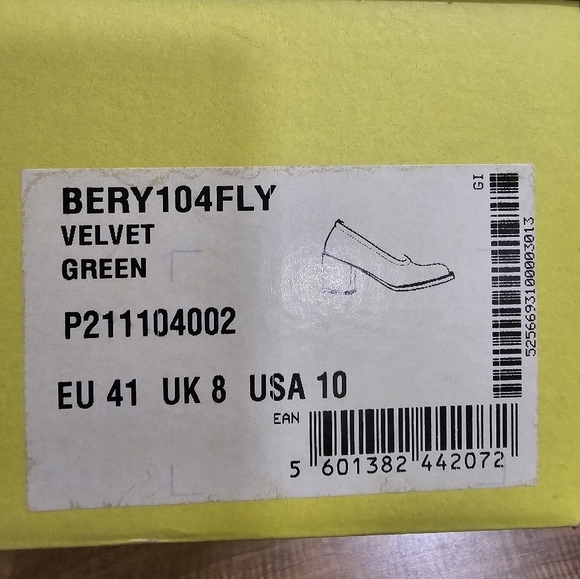 BERY104FLY
VELVET
GREEN
P211104002
EU 41 UK 8 USA 10
EAN
5 601382 442072
GI
5256693100003013